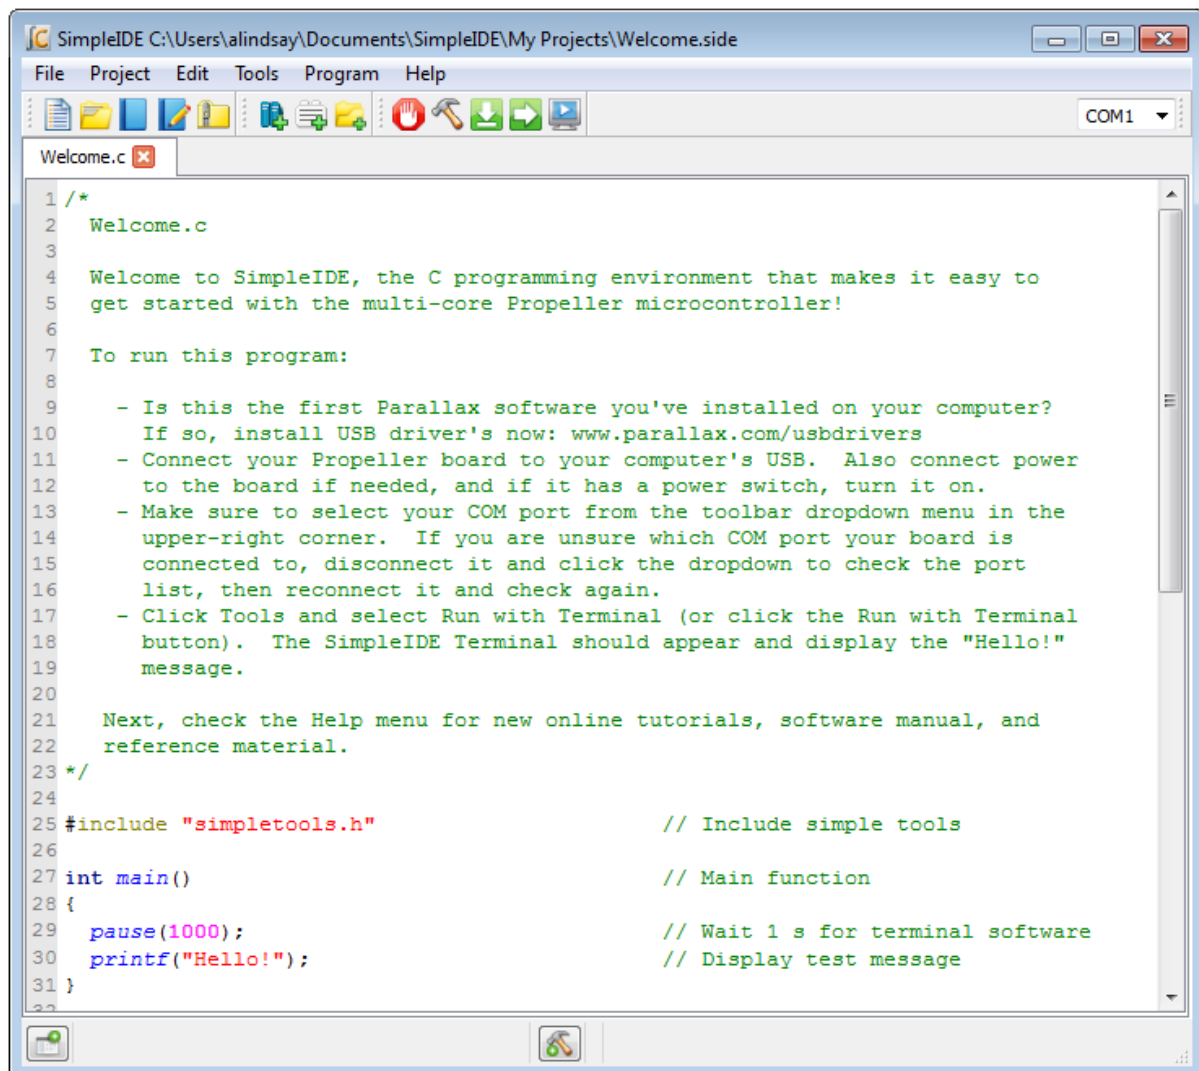 SimpleIDE C:\Users\alindsay\Documents\SimpleIDE\My Projects\Welcome.side
File Project Edit Tools Program Help
COM1
Welcome.c
1 /*
2   Welcome.c
3
4   Welcome to SimpleIDE, the C programming environment that makes it easy to
5   get started with the multi-core Propeller microcontroller!
6
7   To run this program:
8
9     - Is this the first Parallax software you've installed on your computer?
10       If so, install USB driver's now: www.parallax.com/usbdrivers
11     - Connect your Propeller board to your computer's USB.  Also connect power
12       to the board if needed, and if it has a power switch, turn it on.
13     - Make sure to select your COM port from the toolbar dropdown menu in the
14       upper-right corner.  If you are unsure which COM port your board is
15       connected to, disconnect it and click the dropdown to check the port
16       list, then reconnect it and check again.
17     - Click Tools and select Run with Terminal (or click the Run with Terminal
18       button).  The SimpleIDE Terminal should appear and display the "Hello!"
19       message.
20
21    Next, check the Help menu for new online tutorials, software manual, and
22    reference material.
23 */
24
25 #include "simpletools.h"                      // Include simple tools
26
27 int main()                                    // Main function
28 {
29   pause(1000);                                // Wait 1 s for terminal software
30   printf("Hello!");                           // Display test message
31 }
32